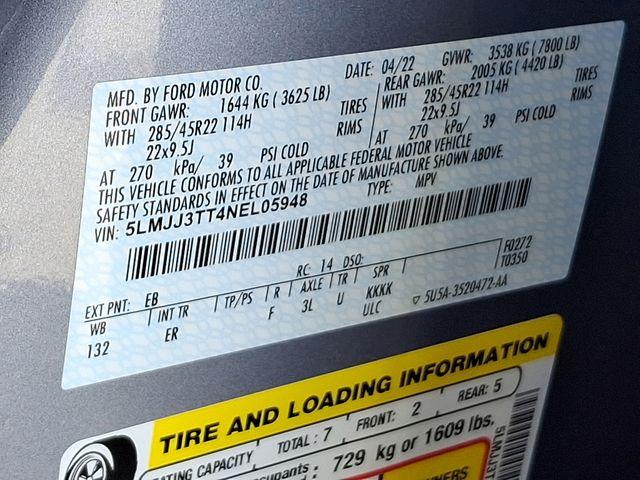 MFD. BY FORD MOTOR CO. DATE: 04/22 GVWR: 3538 KG (7800 LB)
FRONT GAWR: 1644 KG (3625 LB) REAR GAWR: 2005 KG (4420 LB)
WITH 285/45R22 114H TIRES WITH 285/45R22 114H TIRES
22x9.5J RIMS 22x9.5J RIMS
AT 270 kPa/ 39 PSI COLD AT 270 kPa/ 39 PSI COLD
THIS VEHICLE CONFORMS TO ALL APPLICABLE FEDERAL MOTOR VEHICLE
SAFETY STANDARDS IN EFFECT ON THE DATE OF MANUFACTURE SHOWN ABOVE.
VIN: 5LMJJ3TT4NEL05948 TYPE: MPV
F0272
T0350
EXT PNT: EB RC: 14 DSO:
WB INT TR TP/PS R AXLE TR SPR
132 ER F 3L U KKKK
ULC ▽ 5U5A-3520472-AA
TIRE AND LOADING INFORMATION
SEATING CAPACITY TOTAL: 7 FRONT: 2 REAR: 5
occupants : 729 kg or 1609 lbs.
OWNERS
5LMJJ3T